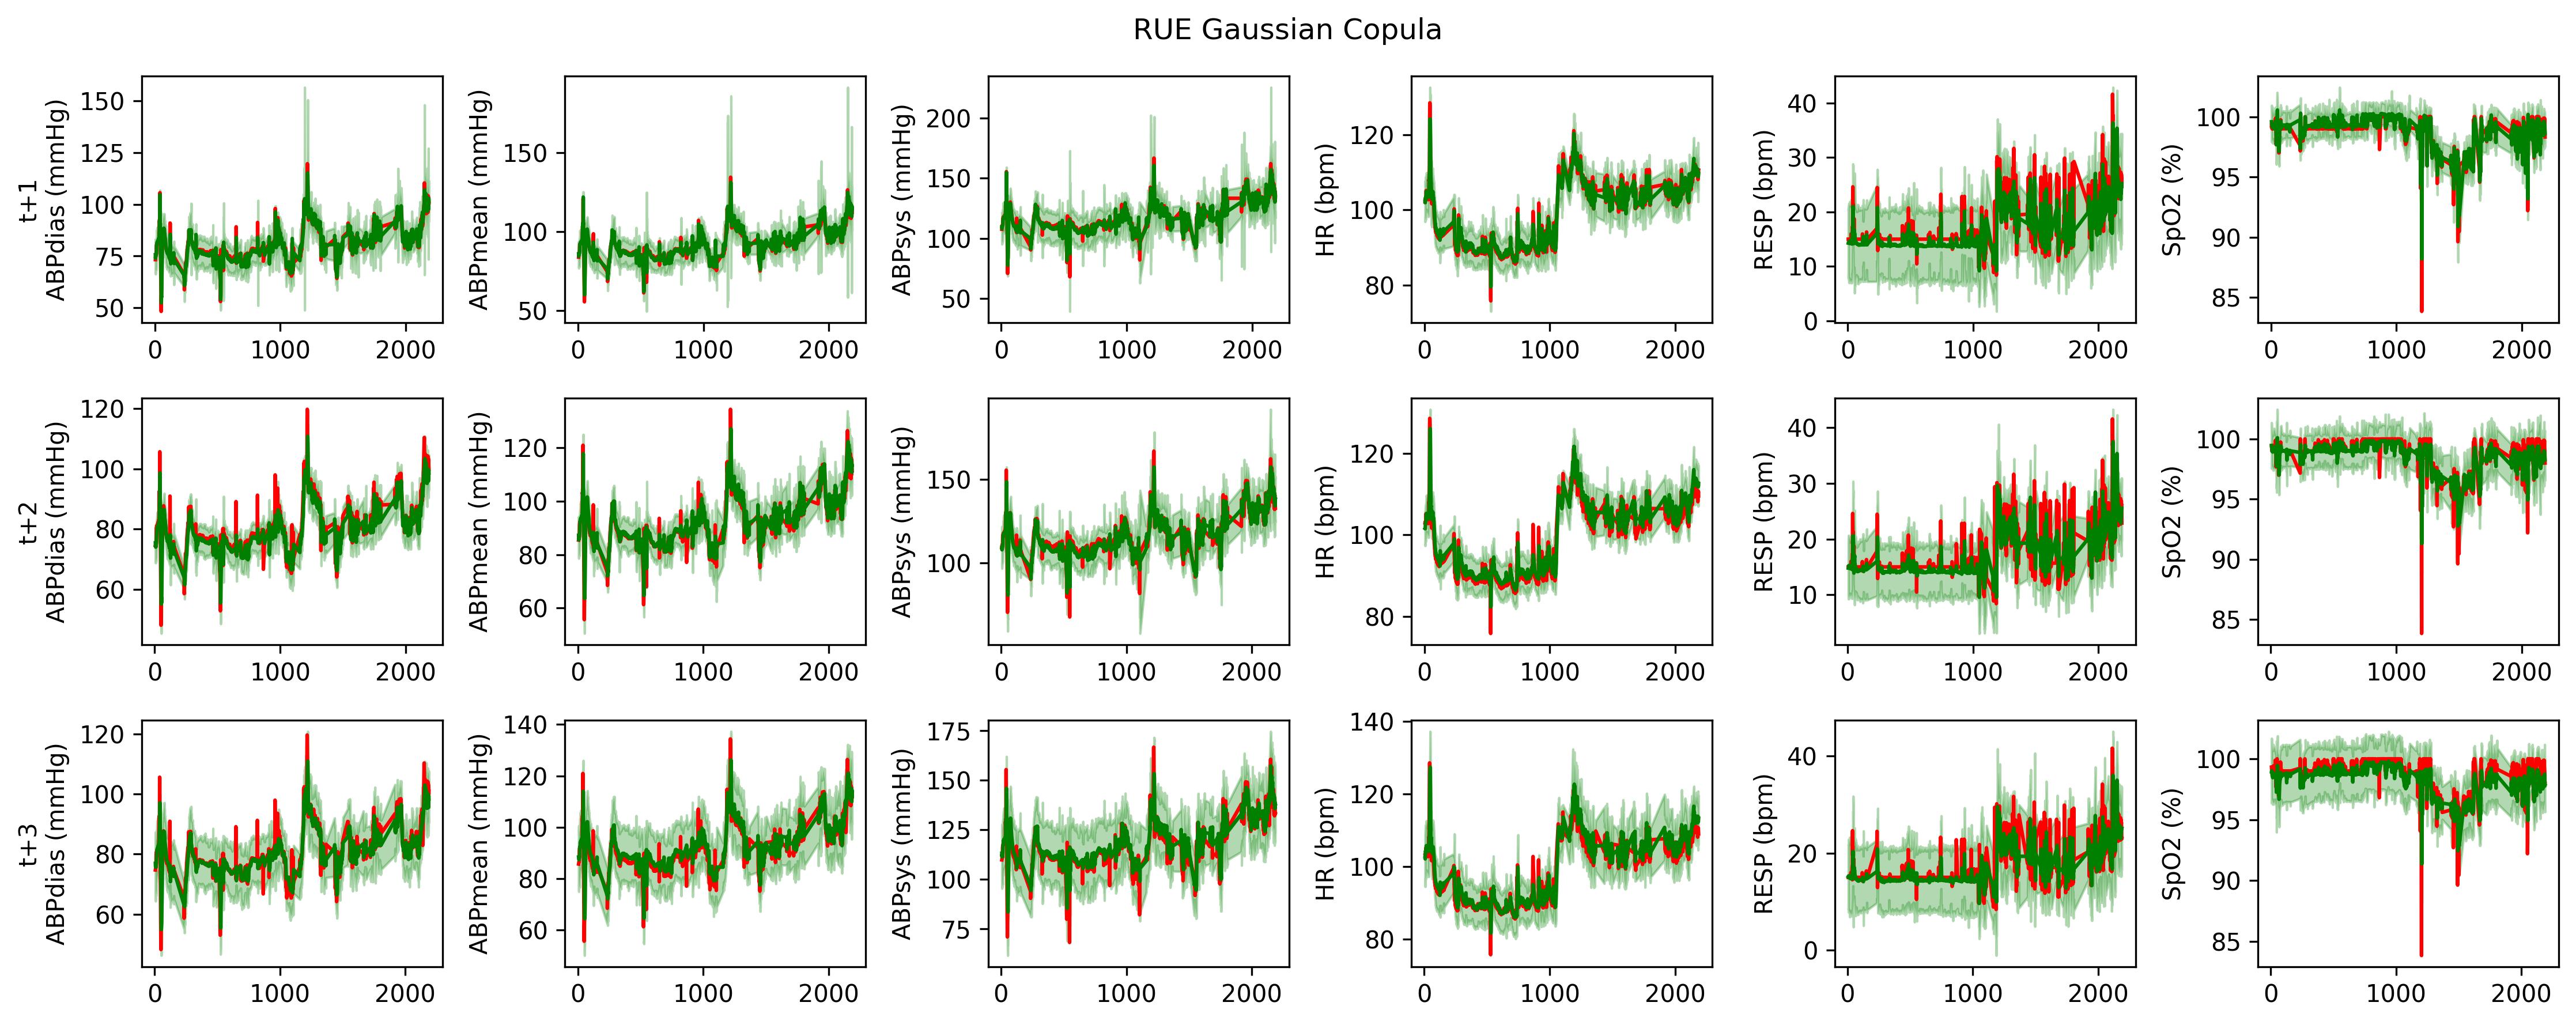 RUE Gaussian Copula
t+1
ABPdias (mmHg)
150
125
100
75
50
0 1000 2000
ABPmean (mmHg)
150
100
50
0 1000 2000
ABPsys (mmHg)
200
150
100
50
0 1000 2000
HR (bpm)
120
100
80
0 1000 2000
RESP (bpm)
40
30
20
10
0
0 1000 2000
SpO2 (%)
100
95
90
85
0 1000 2000
t+2
ABPdias (mmHg)
120
100
80
60
0 1000 2000
ABPmean (mmHg)
120
100
80
60
0 1000 2000
ABPsys (mmHg)
150
100
0 1000 2000
HR (bpm)
120
100
80
0 1000 2000
RESP (bpm)
40
30
20
10
0 1000 2000
SpO2 (%)
100
95
90
85
0 1000 2000
t+3
ABPdias (mmHg)
120
100
80
60
0 1000 2000
ABPmean (mmHg)
140
120
100
80
60
0 1000 2000
ABPsys (mmHg)
175
150
125
100
75
0 1000 2000
HR (bpm)
140
120
100
80
0 1000 2000
RESP (bpm)
40
20
0
0 1000 2000
SpO2 (%)
100
95
90
85
0 1000 2000